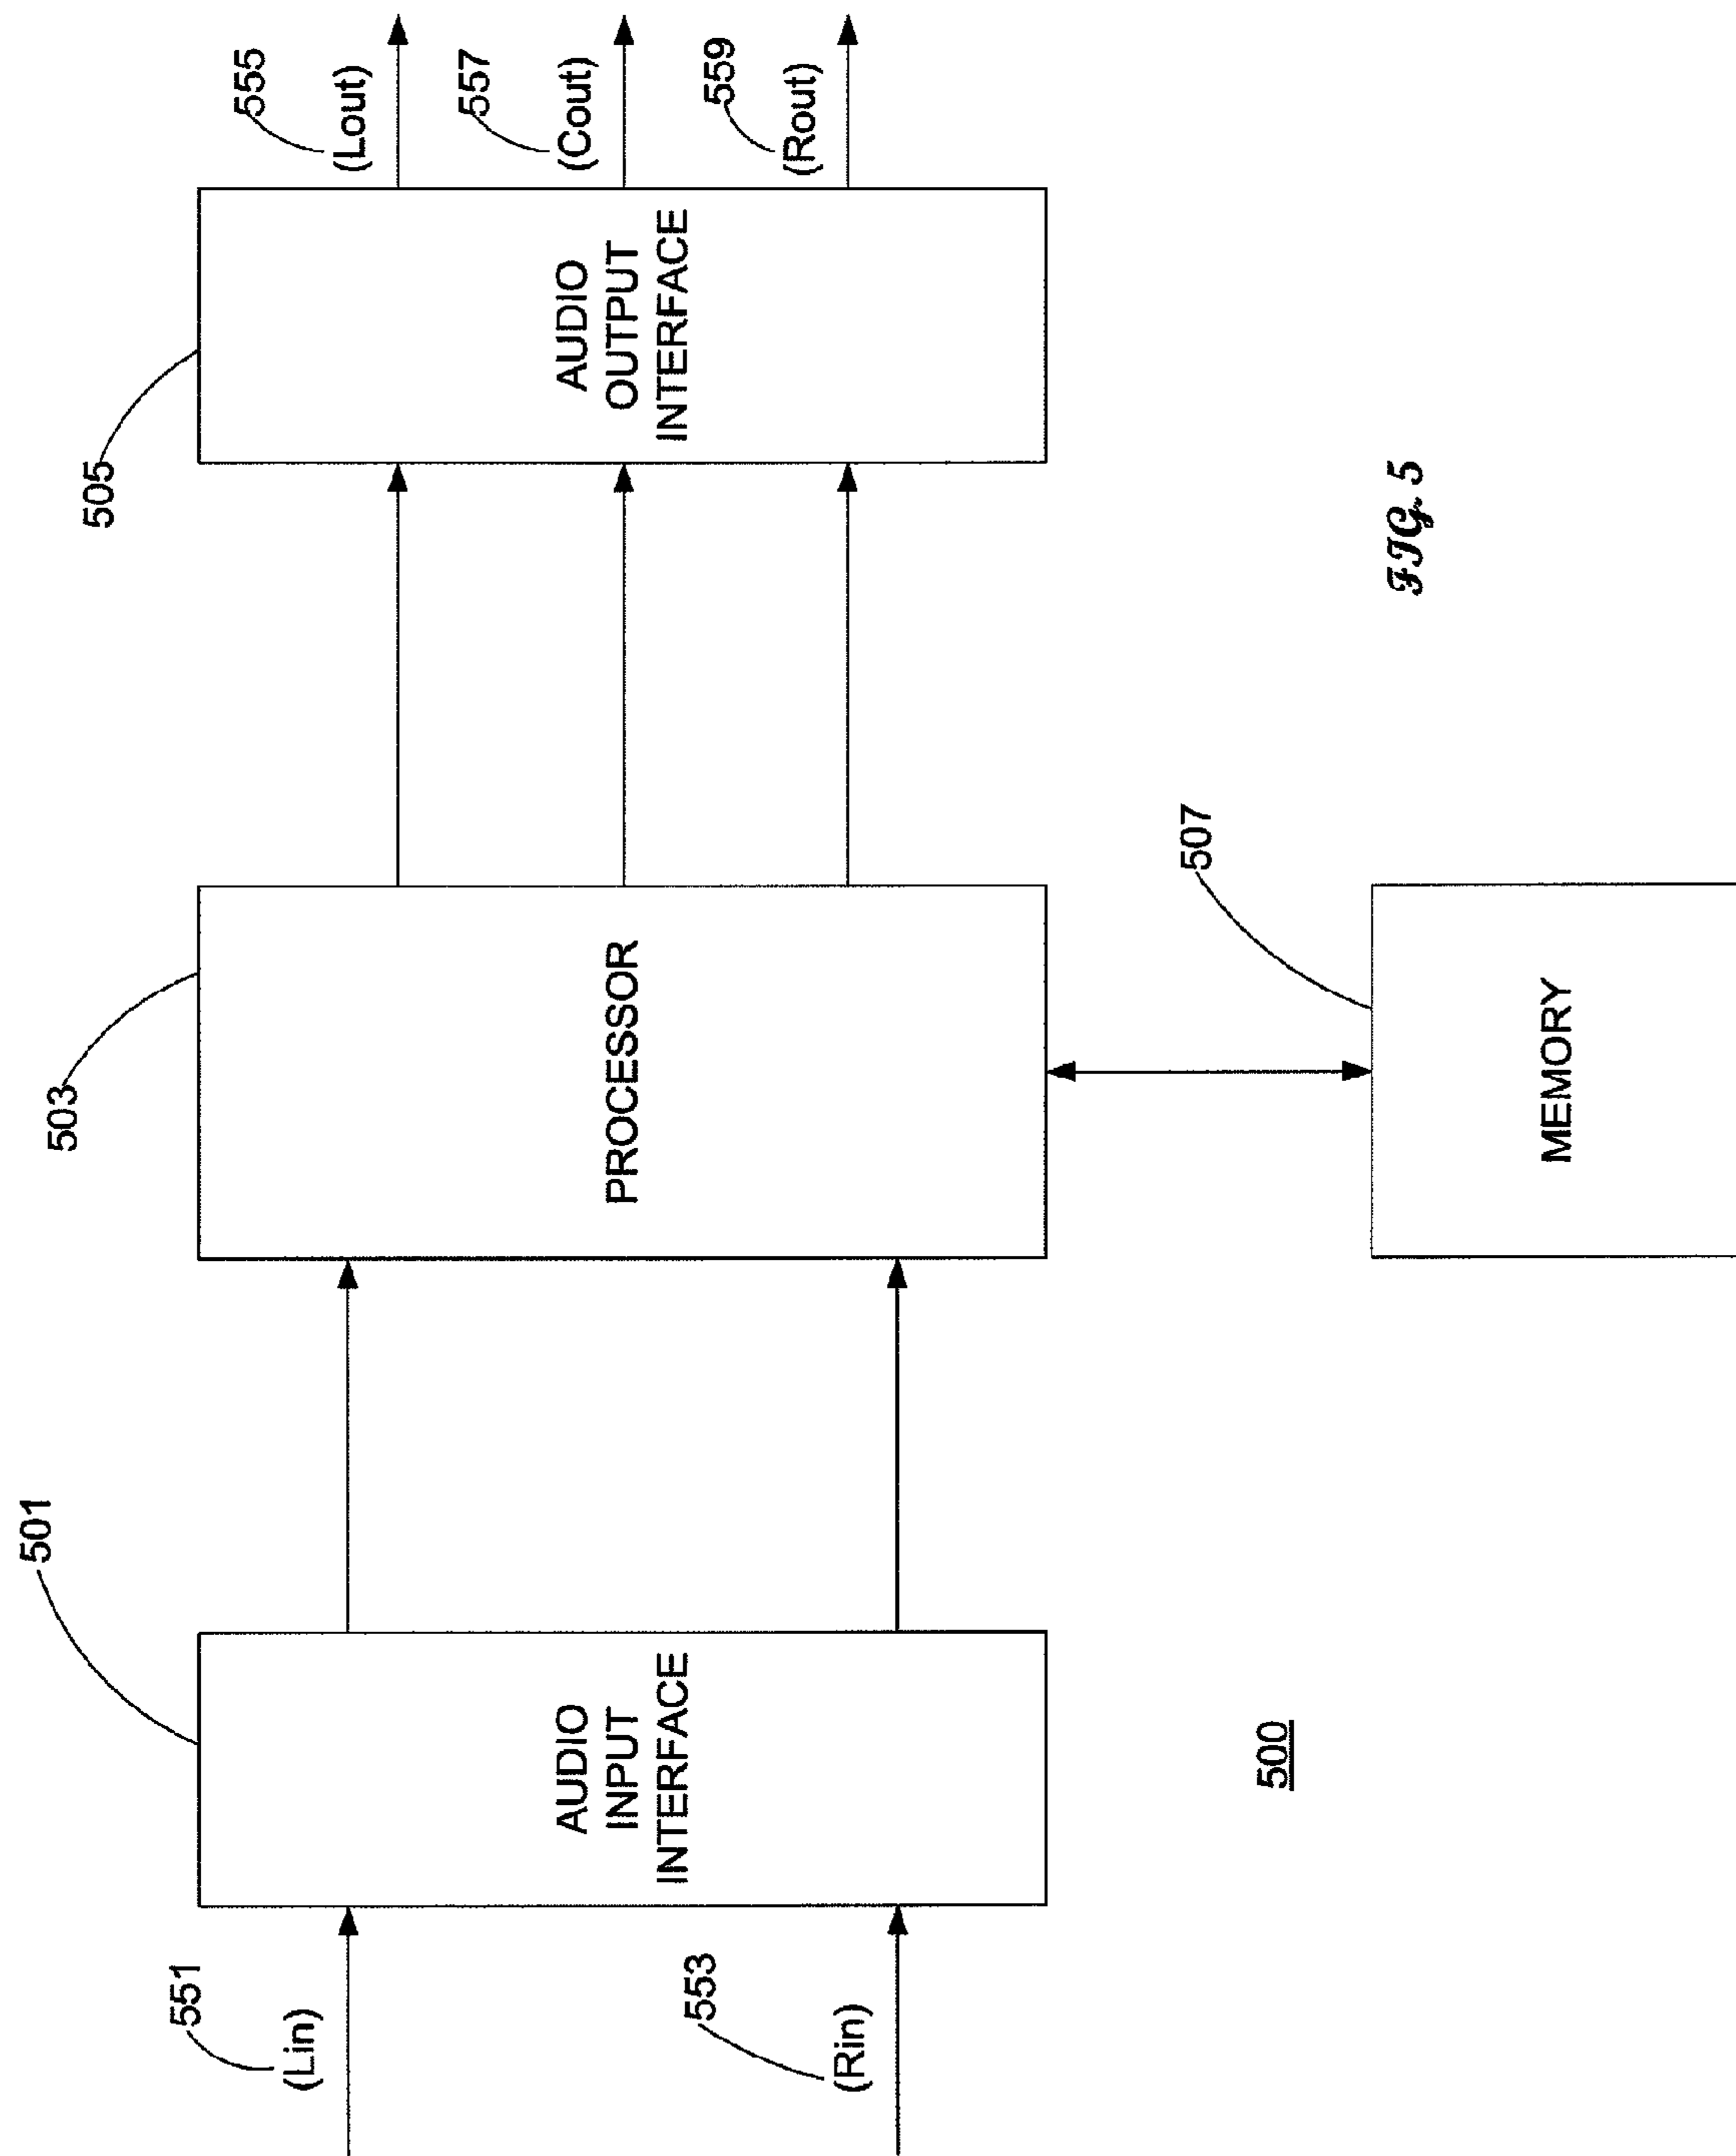 501
503
505
551
(Lin)
553
(Rin)
AUDIO
INPUT
INTERFACE
PROCESSOR
AUDIO
OUTPUT
INTERFACE
555
(Lout)
557
(Cout)
559
(Rout)
507
MEMORY
500
FIG. 5